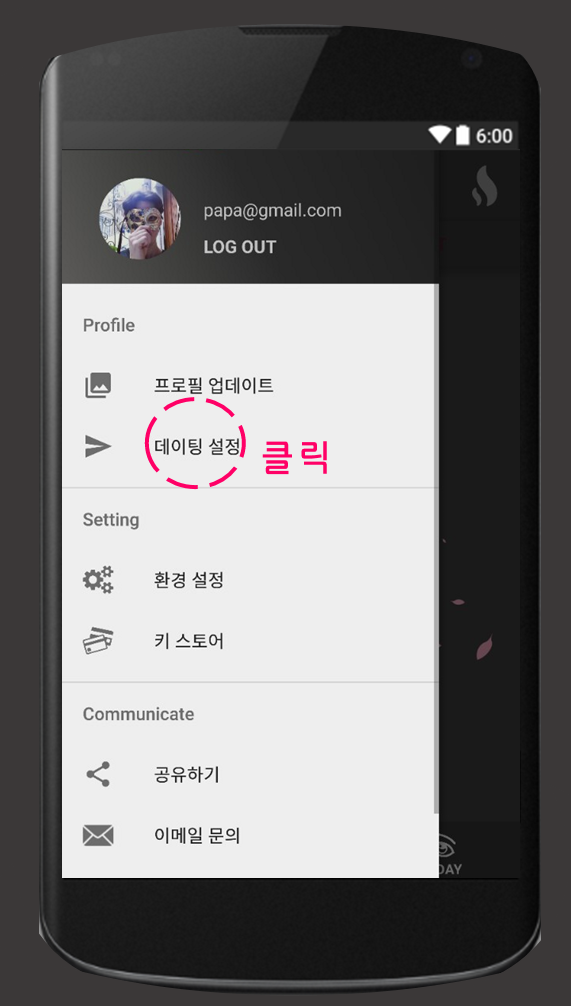 6:00
papa@gmail.com
LOG OUT
Profile
프로필 업데이트
데이팅 설정
클릭
Setting
환경 설정
키 스토어
Communicate
공유하기
이메일 문의
DAY